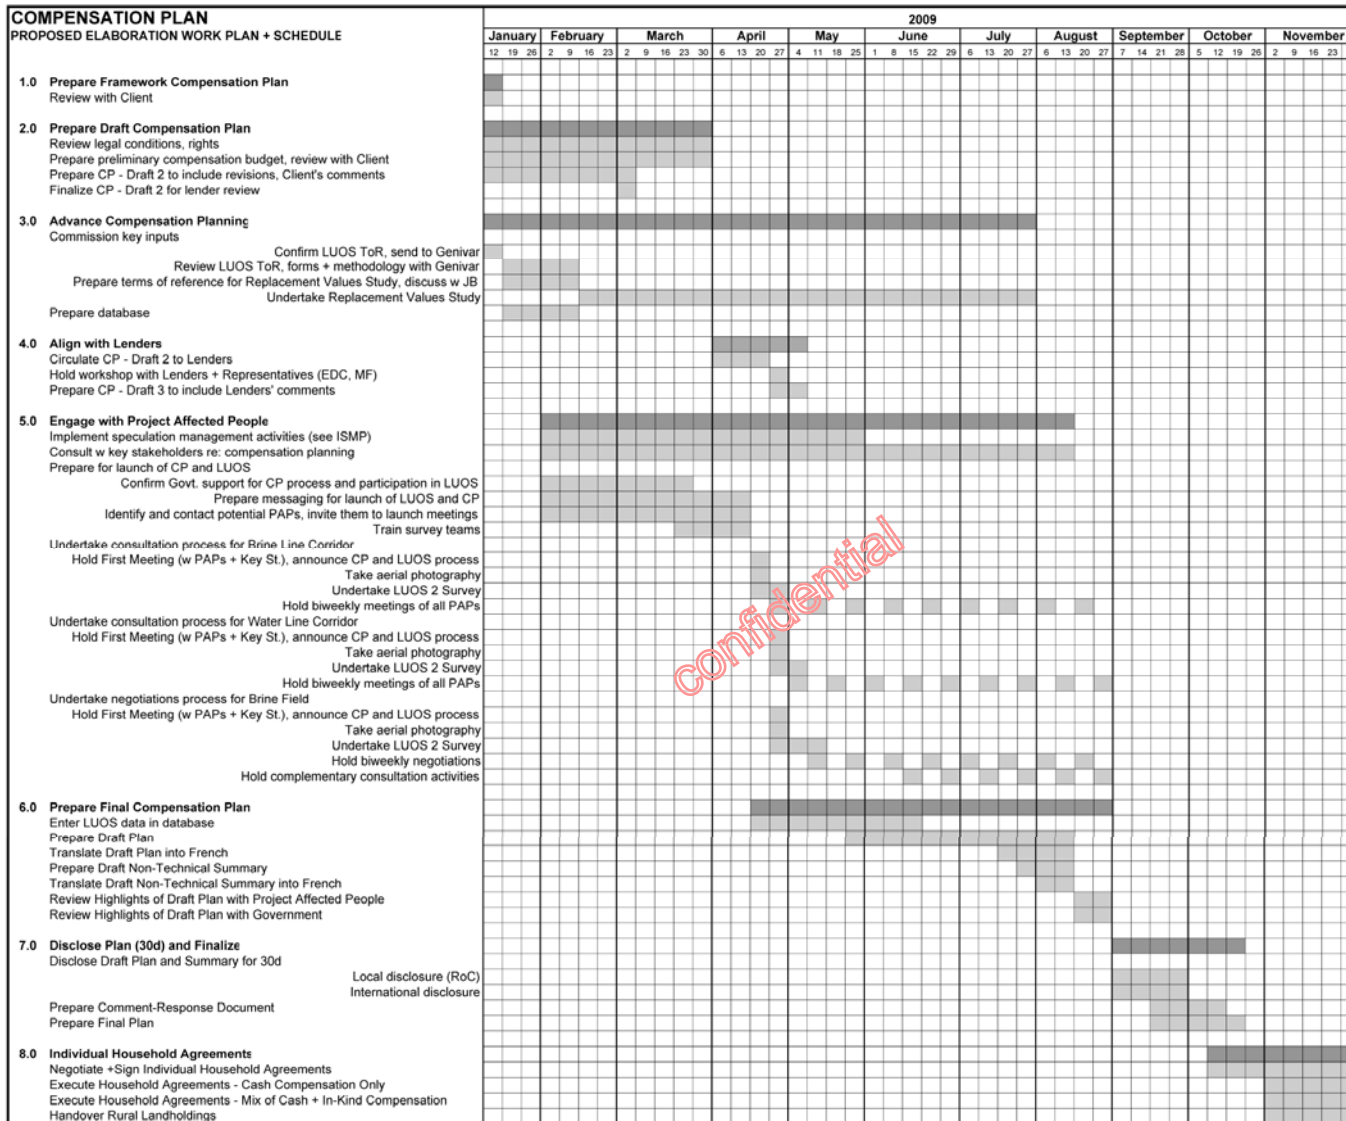 COMPENSATION PLAN
2009
PROPOSED ELABORATION WORK PLAN + SCHEDULE
January February March April May June July August September October November
12 19 26 2 9 16 23 2 9 16 23 30 6 13 20 27 4 11 18 25 1 8 15 22 29 6 13 20 27 6 13 20 27 7 14 21 28 5 12 19 26 2 9 16 23
1.0 Prepare Framework Compensation Plan
Review with Client
2.0 Prepare Draft Compensation Plan
Review legal conditions, rights
Prepare preliminary compensation budget, review with Client
Prepare CP - Draft 2 to include revisions, Client's comments
Finalize CP - Draft 2 for lender review
3.0 Advance Compensation Planning
Commission key inputs
Confirm LUOS ToR, send to Genivar
Review LUOS ToR, forms + methodology with Genivar
Prepare terms of reference for Replacement Values Study, discuss w JB
Undertake Replacement Values Study
Prepare database
4.0 Align with Lenders
Circulate CP - Draft 2 to Lenders
Hold workshop with Lenders + Representatives (EDC, MF)
Prepare CP - Draft 3 to include Lenders' comments
5.0 Engage with Project Affected People
Implement speculation management activities (see ISMP)
Consult w key stakeholders re: compensation planning
Prepare for launch of CP and LUOS
Confirm Govt. support for CP process and participation in LUOS
Prepare messaging for launch of LUOS and CP
Identify and contact potential PAPs, invite them to launch meetings
Train survey teams
Undertake consultation process for Brine Line Corridor
Hold First Meeting (w PAPs + Key St.), announce CP and LUOS process
Take aerial photography
Undertake LUOS 2 Survey
Hold biweekly meetings of all PAPs
Undertake consultation process for Water Line Corridor
Hold First Meeting (w PAPs + Key St.), announce CP and LUOS process
Take aerial photography
Undertake LUOS 2 Survey
Hold biweekly meetings of all PAPs
Undertake negotiations process for Brine Field
Hold First Meeting (w PAPs + Key St.), announce CP and LUOS process
Take aerial photography
Undertake LUOS 2 Survey
Hold biweekly negotiations
Hold complementary consultation activities
confidential
6.0 Prepare Final Compensation Plan
Enter LUOS data in database
Prepare Draft Plan
Translate Draft Plan into French
Prepare Draft Non-Technical Summary
Translate Draft Non-Technical Summary into French
Review Highlights of Draft Plan with Project Affected People
Review Highlights of Draft Plan with Government
7.0 Disclose Plan (30d) and Finalize
Disclose Draft Plan and Summary for 30d
Local disclosure (RoC)
International disclosure
Prepare Comment-Response Document
Prepare Final Plan
8.0 Individual Household Agreements
Negotiate +Sign Individual Household Agreements
Execute Household Agreements - Cash Compensation Only
Execute Household Agreements - Mix of Cash + In-Kind Compensation
Handover Rural Landholdings